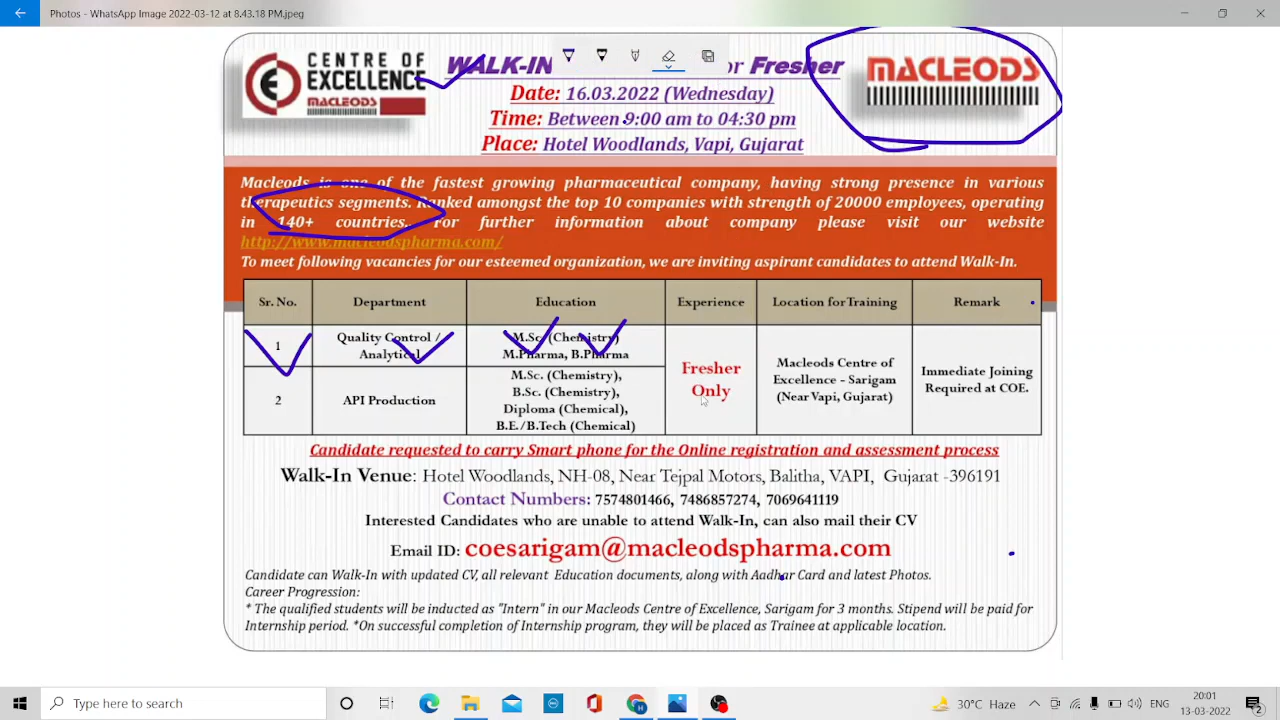 Photos - WhatsApp Image 2022-03-12 at 8.43.18 PM.jpeg
CENTRE OF
EXCELLENCE
MACLEODS
WALK-IN or Fresher
MACLEODS
Date: 16.03.2022 (Wednesday)
Time: Between 9:00 am to 04:30 pm
Place: Hotel Woodlands, Vapi, Gujarat
Macleods is one of the fastest growing pharmaceutical company, having strong presence in various
therapeutics segments. Ranked amongst the top 10 companies with strength of 20000 employees, operating
in 140+ countries. For further information about company please visit our website
http://www.macleodspharma.com/
To meet following vacancies for our esteemed organization, we are inviting aspirant candidates to attend Walk-In.
Sr. No. Department Education Experience Location for Training Remark
1 Quality Control / Analytical M.Sc. (Chemistry) M.Pharma, B.Pharma
Fresher Only
Macleods Centre of Excellence - Sarigam (Near Vapi, Gujarat)
Immediate Joining Required at COE.
2 API Production M.Sc. (Chemistry), B.Sc. (Chemistry), Diploma (Chemical), B.E./B.Tech (Chemical)
Candidate requested to carry Smart phone for the Online registration and assessment process
Walk-In Venue: Hotel Woodlands, NH-08, Near Tejpal Motors, Balitha, VAPI, Gujarat -396191
Contact Numbers: 7574801466, 7486857274, 7069641119
Interested Candidates who are unable to attend Walk-In, can also mail their CV
Email ID: coesarigam@macleodspharma.com
Candidate can Walk-In with updated CV, all relevant Education documents, along with Aadhar Card and latest Photos.
Career Progression:
* The qualified students will be inducted as "Intern" in our Macleods Centre of Excellence, Sarigam for 3 months. Stipend will be paid for
Internship period. *On successful completion of Internship program, they will be placed as Trainee at applicable location.
Type here to search
30°C Haze
20:01
13-03-2022